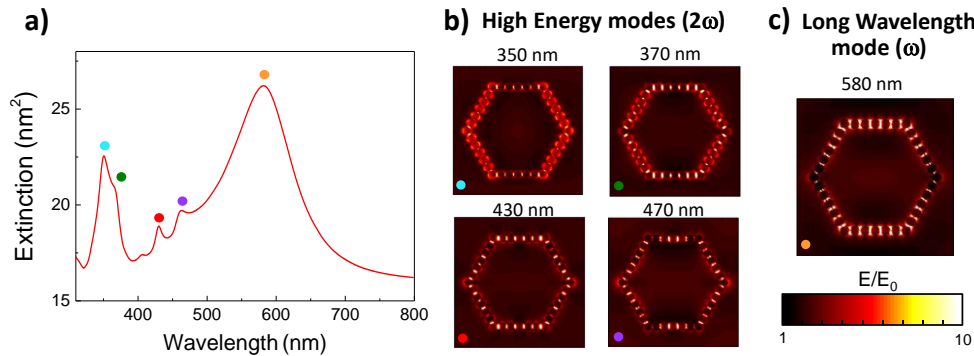 a)
Extinction (nm²)
25
20
15
400
500
600
700
800
Wavelength (nm)
b) High Energy modes (2ω)
350 nm
370 nm
430 nm
470 nm
c) Long Wavelength
mode (ω)
580 nm
E/E₀
1
10